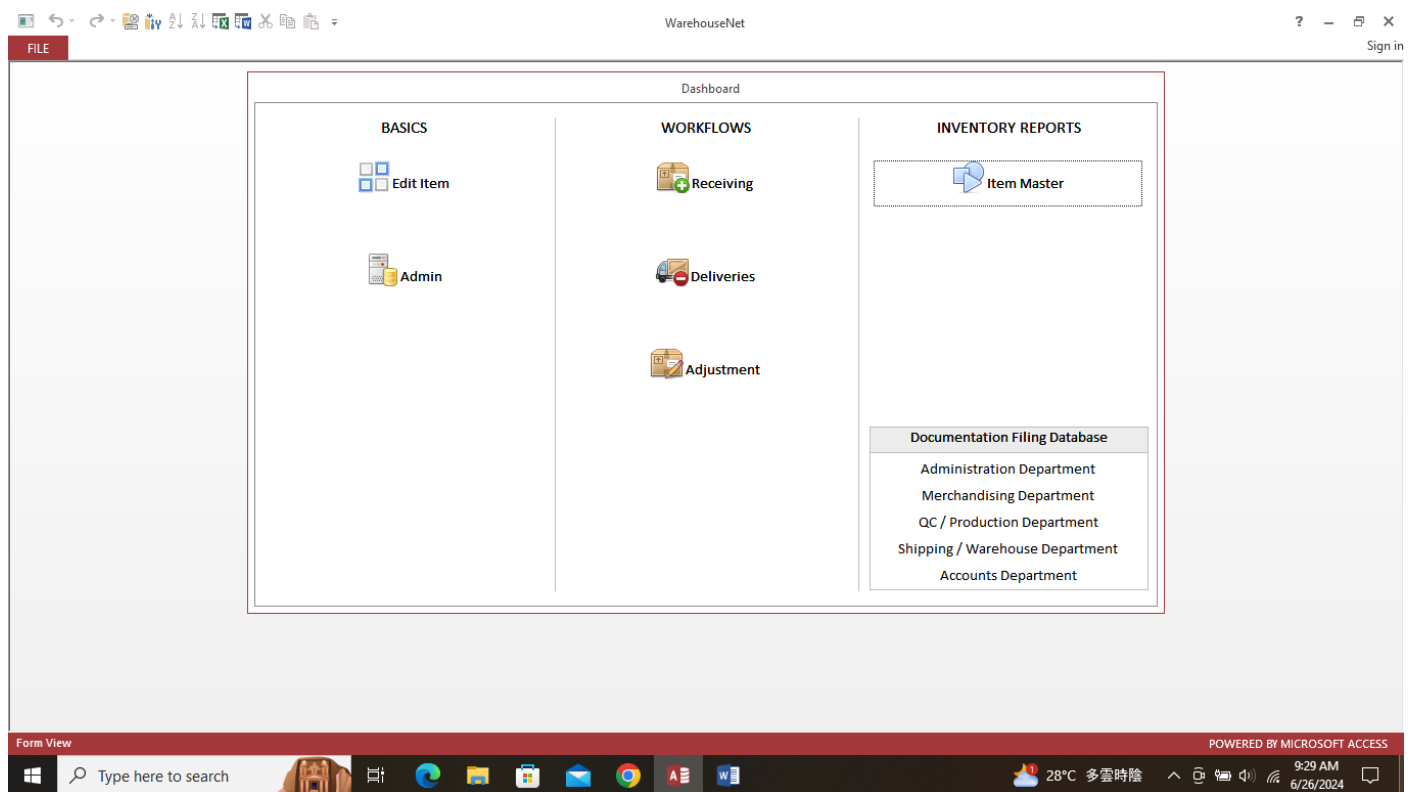 WarehouseNet
?
FILE
Sign in
Dashboard
BASICS
WORKFLOWS
INVENTORY REPORTS
Edit Item
Receiving
Item Master
Admin
Deliveries
Adjustment
Documentation Filing Database
Administration Department
Merchandising Department
QC / Production Department
Shipping / Warehouse Department
Accounts Department
Form View
POWERED BY MICROSOFT ACCESS
Type here to search
1
28°C 多雲時陰
9:29 AM
6/26/2024